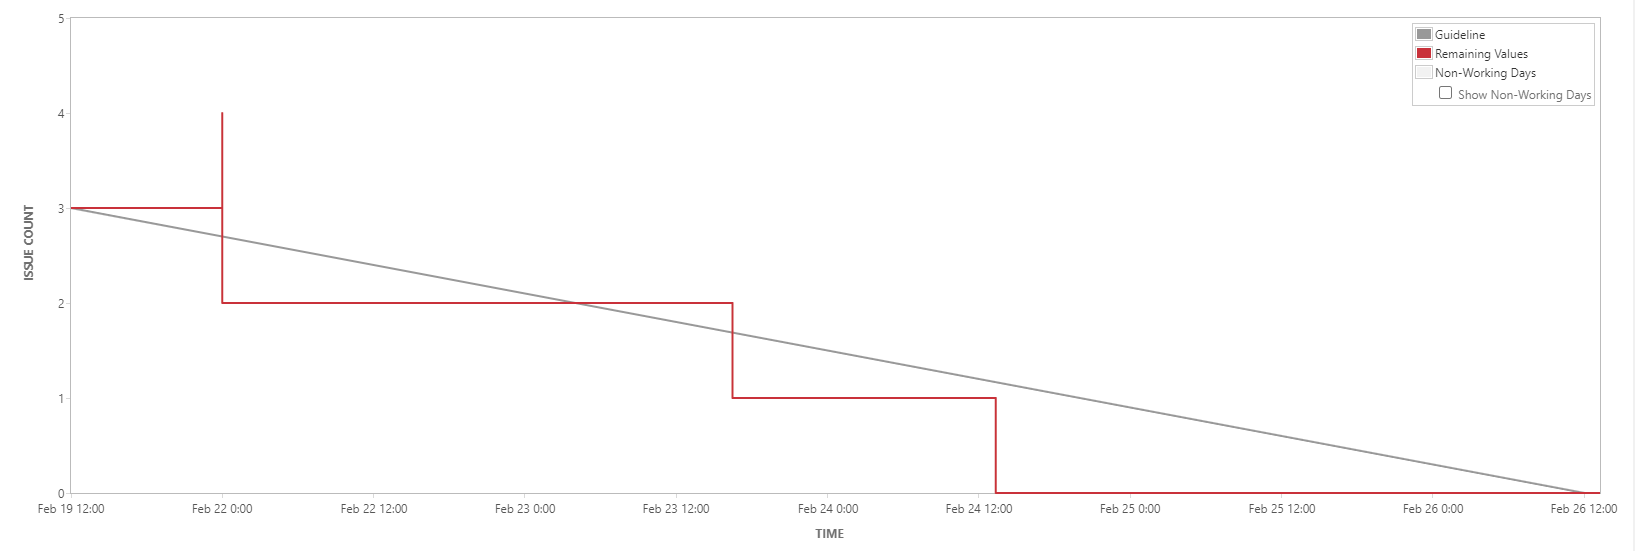 5
4
3
2
1
0
ISSUE COUNT
Guideline
Remaining Values
Non-Working Days
Show Non-Working Days
Feb 19 12:00 Feb 22 0:00 Feb 22 12:00 Feb 23 0:00 Feb 23 12:00 Feb 24 0:00 Feb 24 12:00 Feb 25 0:00 Feb 25 12:00 Feb 26 0:00 Feb 26 12:00
TIME